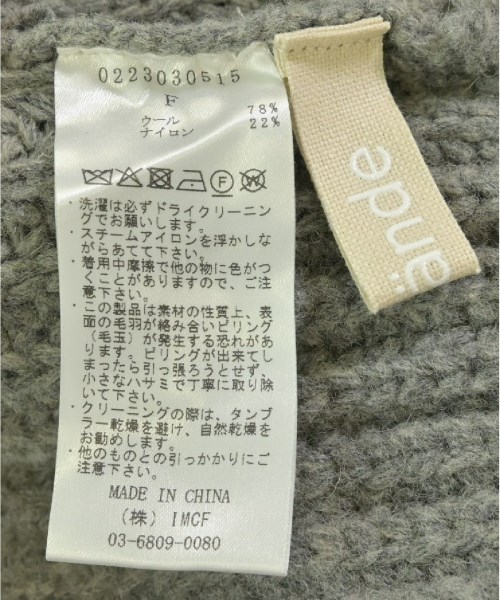 0223030515
F
ウール 78%
ナイロン 22%
F W
・洗濯は必ずドライクリーニン
グでお願いします。
・スチームアイロンを浮かしな
がらあてて下さい。
・着用中摩擦で他の物に色がつ
くことがありますので、ご注
意下さい。
・この製品は素材の性質上、表
面の毛羽が絡み合いピリング
(毛玉)が発生する恐れがあ
ります。ピリングが出来てし
まったら引っ張ろうとせず、
小さなハサミで丁寧に取り除
いて下さい。
・クリーニングの際は、タンブ
ラー乾燥を避け、自然乾燥を
お勧めします。
・他のものとの引っかかりにご
注意下さい。
MADE IN CHINA
(株) IMCF
03-6809-0080
épnde